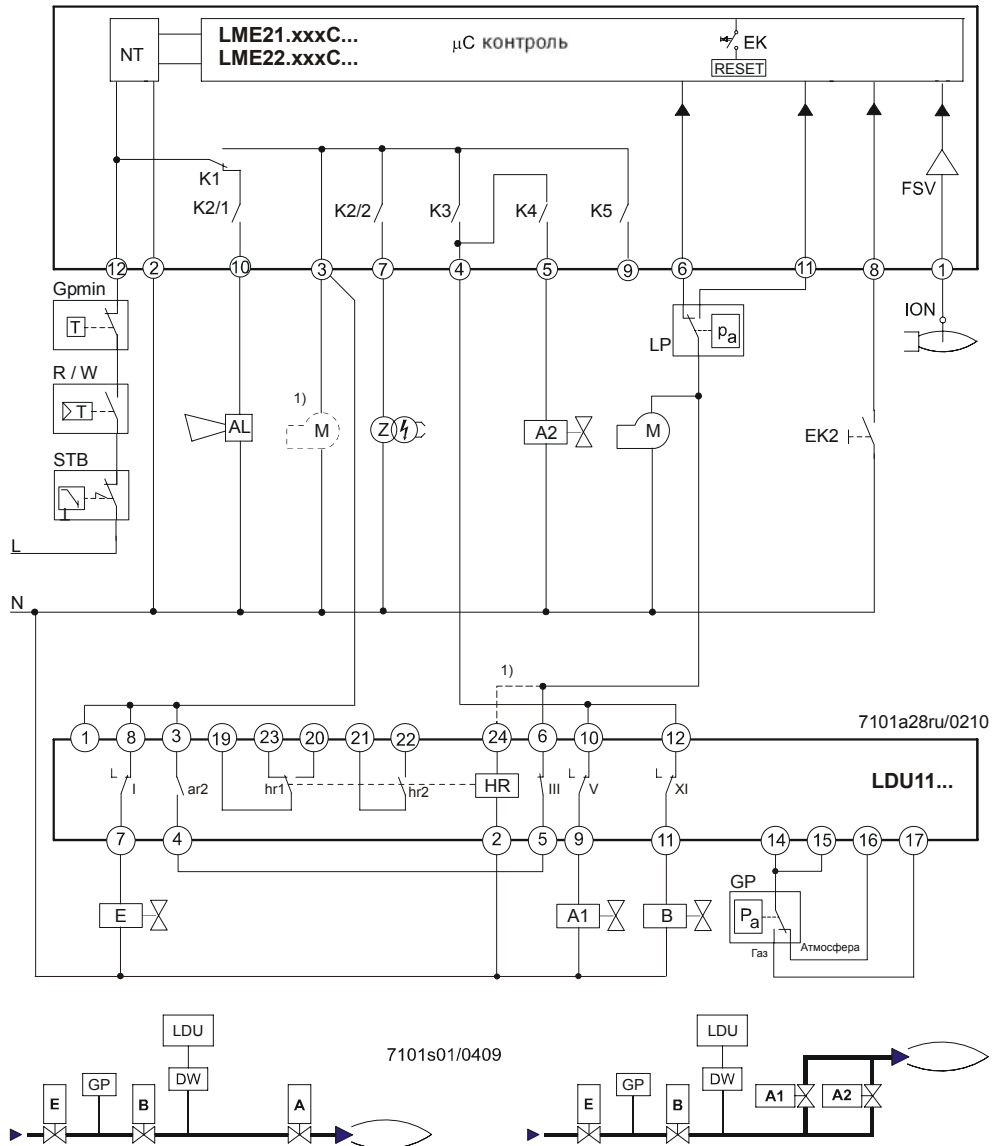 LME21.xxxC...
LME22.xxxC...
µC контроль
NT
EK
RESET
FSV
K1
K2/1
K2/2
K3
K4
K5
12
2
10
3
7
4
5
9
6
11
8
1
Gpmin
T
ION
LP
pa
R / W
T
1)
AL
M
Z
A2
M
EK2
STB
L
N
1)
7101a28ru/0210
1
8
3
19
23
20
21
22
24
6
10
12
L
I
ar2
hr1
hr2
HR
III
L
V
L
XI
LDU11...
7
4
2
5
9
11
14
15
16
17
GP
E
A1
B
Pa
Газ
Атмосфера
LDU
7101s01/0409
LDU
E
GP
B
DW
A
E
GP
B
DW
A1
A2